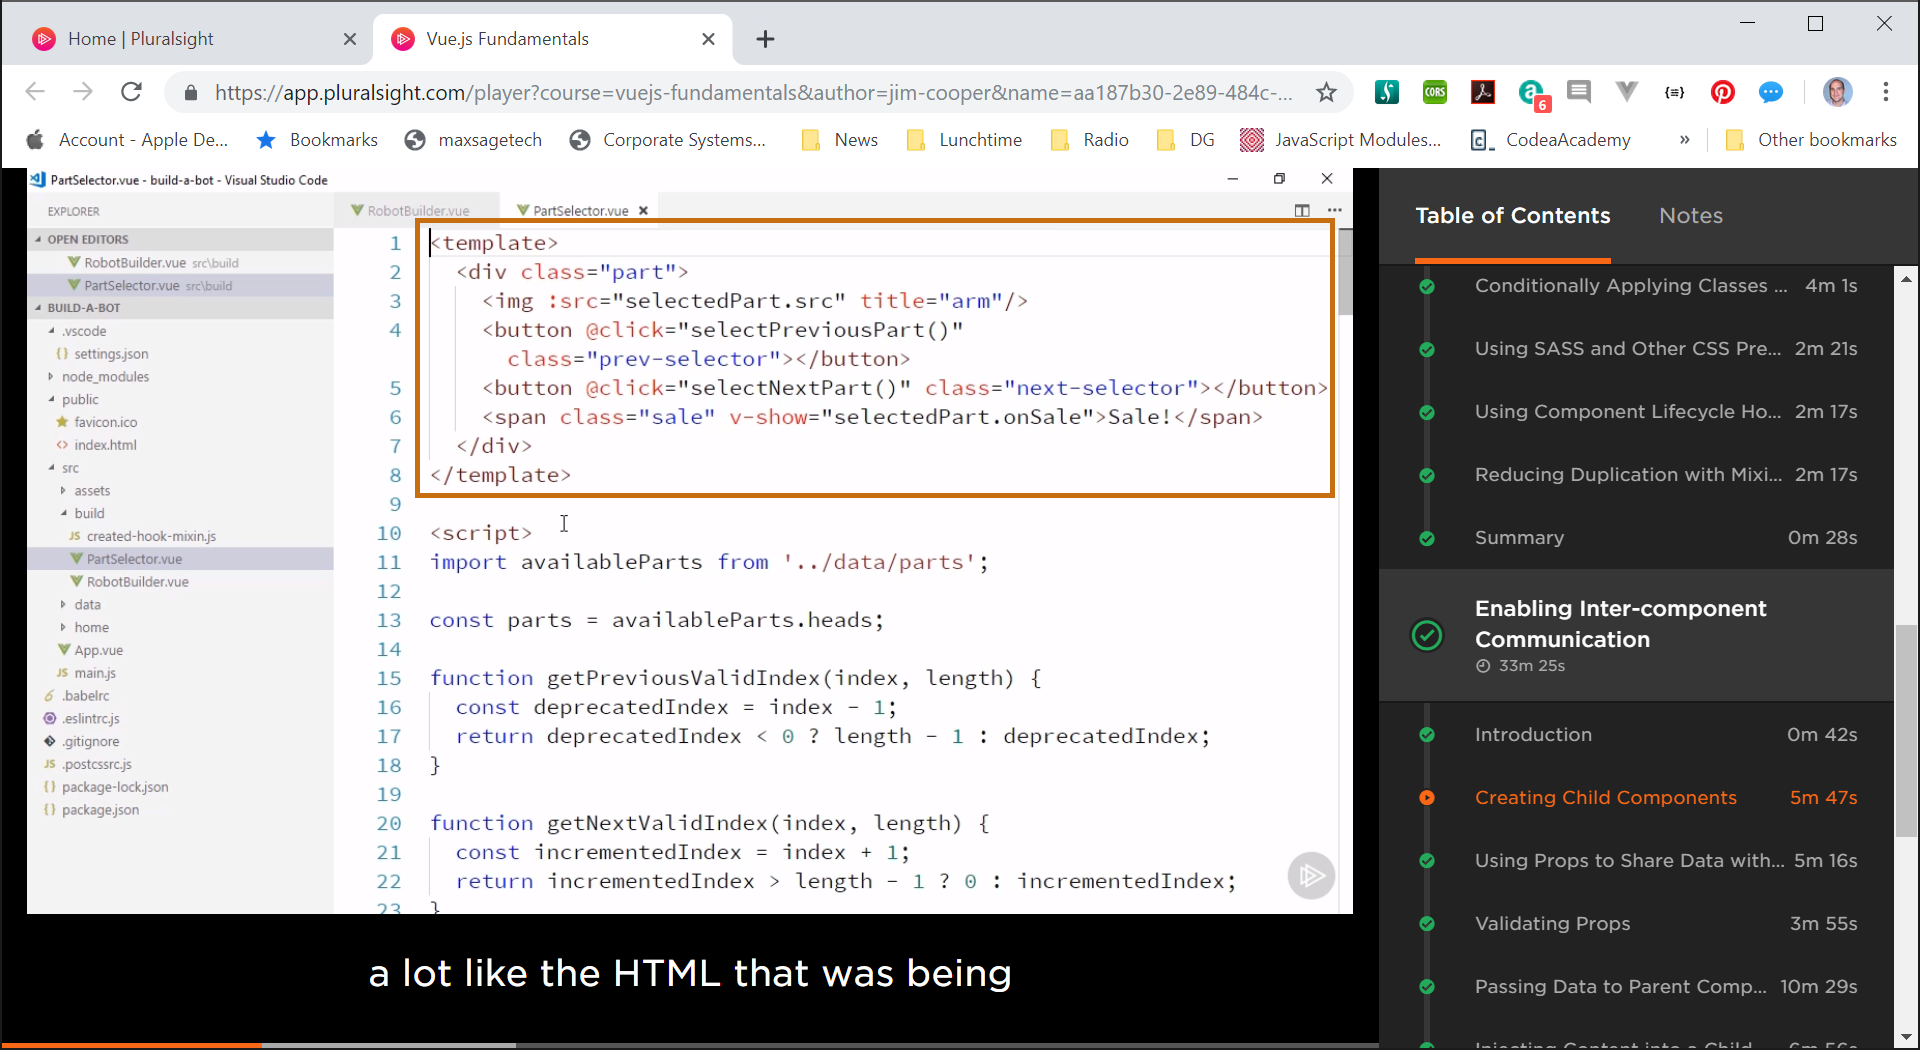 Home | Pluralsight
Vue.js Fundamentals
https://app.pluralsight.com/player?course=vuejs-fundamentals&author=jim-cooper&name=aa187b30-2e89-484c-...
CORS
6
{≡}
Account - Apple De...
Bookmarks
maxsagetech
Corporate Systems...
News
Lunchtime
Radio
DG
JavaScript Modules...
CodeaAcademy
»
Other bookmarks
PartSelector.vue - build-a-bot - Visual Studio Code
EXPLORER
OPEN EDITORS
RobotBuilder.vue src\build
PartSelector.vue src\build
BUILD-A-BOT
.vscode
{} settings.json
node_modules
public
favicon.ico
<> index.html
src
assets
build
JS created-hook-mixin.js
PartSelector.vue
RobotBuilder.vue
data
home
App.vue
JS main.js
.babelrc
.eslintrc.js
.gitignore
JS .postcssrc.js
{} package-lock.json
{} package.json
RobotBuilder.vue
PartSelector.vue
1 <template>
2 <div class="part">
3 <img :src="selectedPart.src" title="arm"/>
4 <button @click="selectPreviousPart()"
class="prev-selector"></button>
5 <button @click="selectNextPart()" class="next-selector"></button>
6 <span class="sale" v-show="selectedPart.onSale">Sale!</span>
7 </div>
8 </template>
9
10 <script>
11 import availableParts from '../data/parts';
12
13 const parts = availableParts.heads;
14
15 function getPreviousValidIndex(index, length) {
16 const deprecatedIndex = index - 1;
17 return deprecatedIndex < 0 ? length - 1 : deprecatedIndex;
18 }
19
20 function getNextValidIndex(index, length) {
21 const incrementedIndex = index + 1;
22 return incrementedIndex > length - 1 ? 0 : incrementedIndex;
23 }
a lot like the HTML that was being
Table of Contents
Notes
Conditionally Applying Classes ... 4m 1s
Using SASS and Other CSS Pre... 2m 21s
Using Component Lifecycle Ho... 2m 17s
Reducing Duplication with Mixi... 2m 17s
Summary 0m 28s
Enabling Inter-component
Communication
33m 25s
Introduction 0m 42s
Creating Child Components 5m 47s
Using Props to Share Data with... 5m 16s
Validating Props 3m 55s
Passing Data to Parent Comp... 10m 29s
Injecting Content into a Child 6m 56s